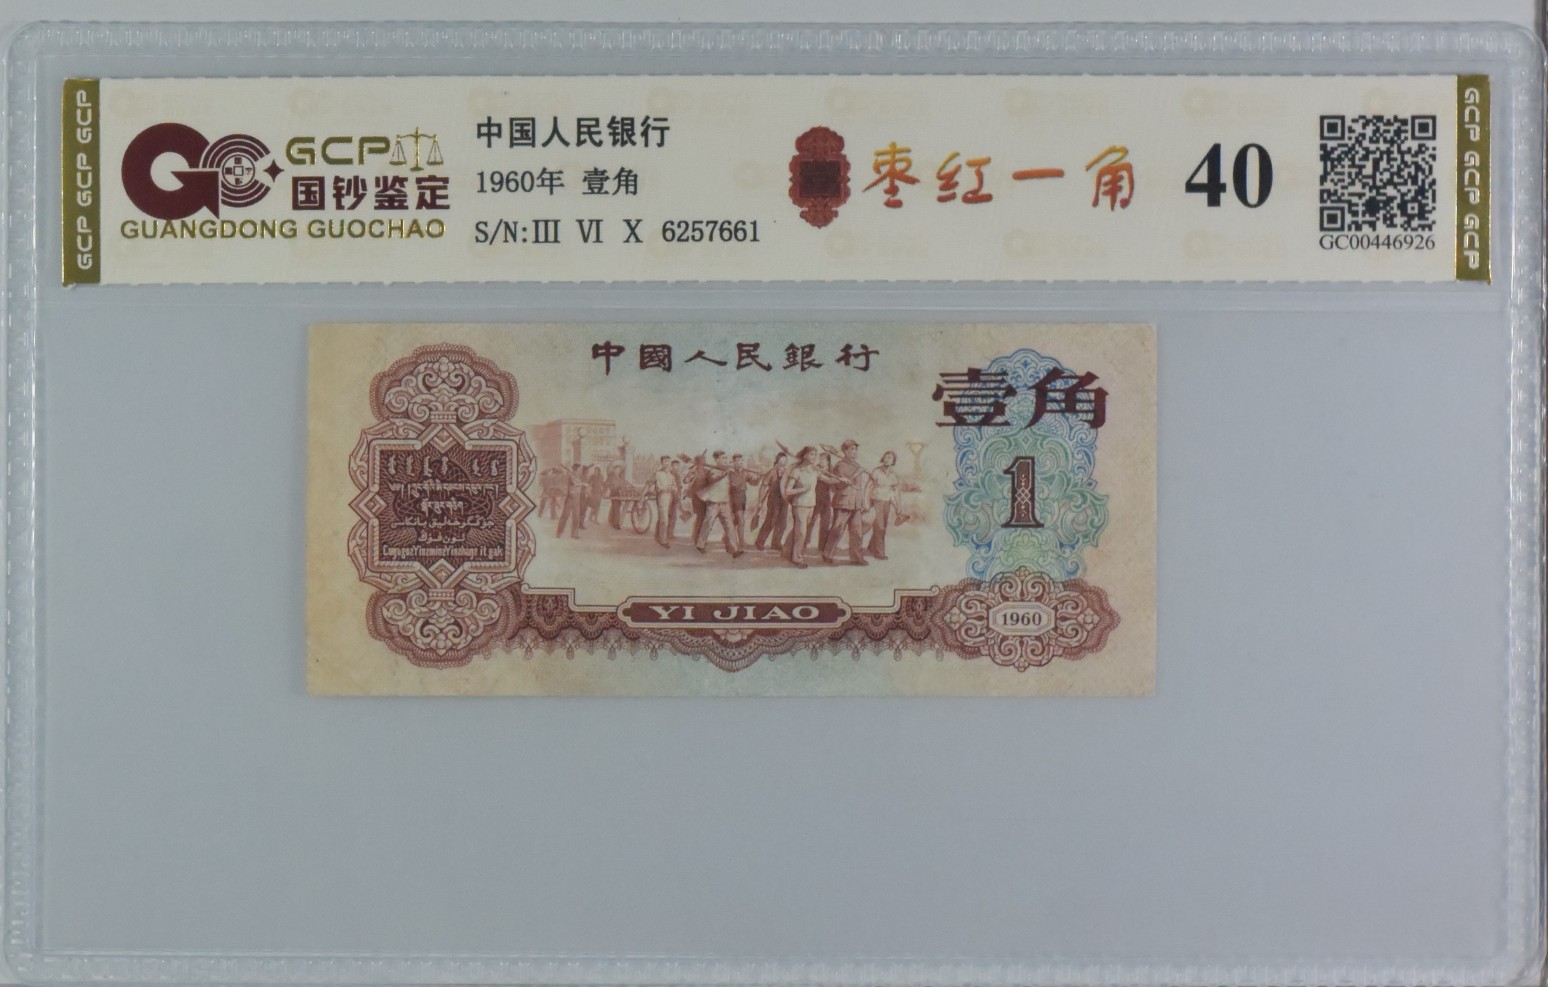 GCP GCP GCP
GCP
国钞鉴定
GUANGDONG GUOCHAO
中国人民银行
1960年 壹角
S/N:III VI X 6257661
枣红一角
40
GC00446926
GCP GCP GCP
中國人民銀行
壹角
1
YI JIAO
1960